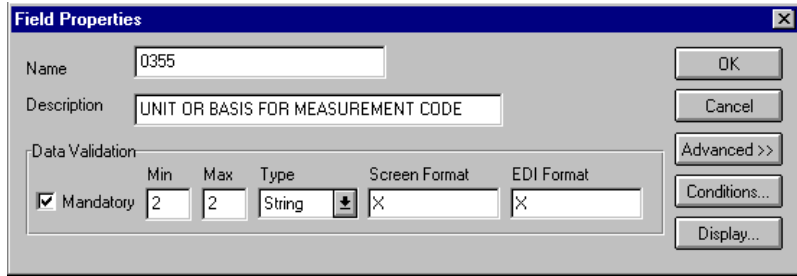 Field Properties
Name 0355 OK
Description UNIT OR BASIS FOR MEASUREMENT CODE Cancel
Data Validation Advanced >>
Min Max Type Screen Format EDI Format
Mandatory 2 2 String X X Conditions...
Display...